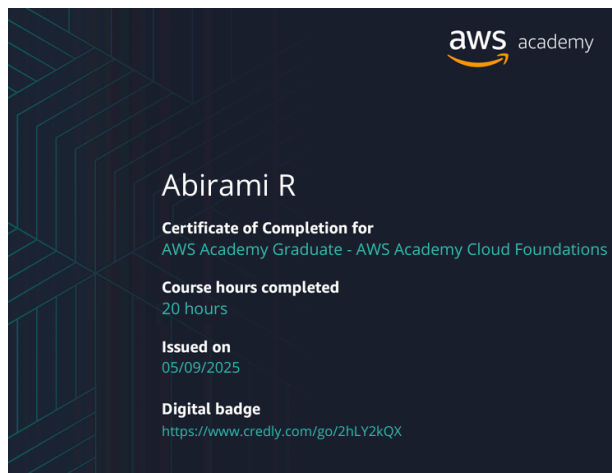 aws academy
Abirami R
Certificate of Completion for
AWS Academy Graduate - AWS Academy Cloud Foundations
Course hours completed
20 hours
Issued on
05/09/2025
Digital badge
https://www.credly.com/go/2hLY2kQX